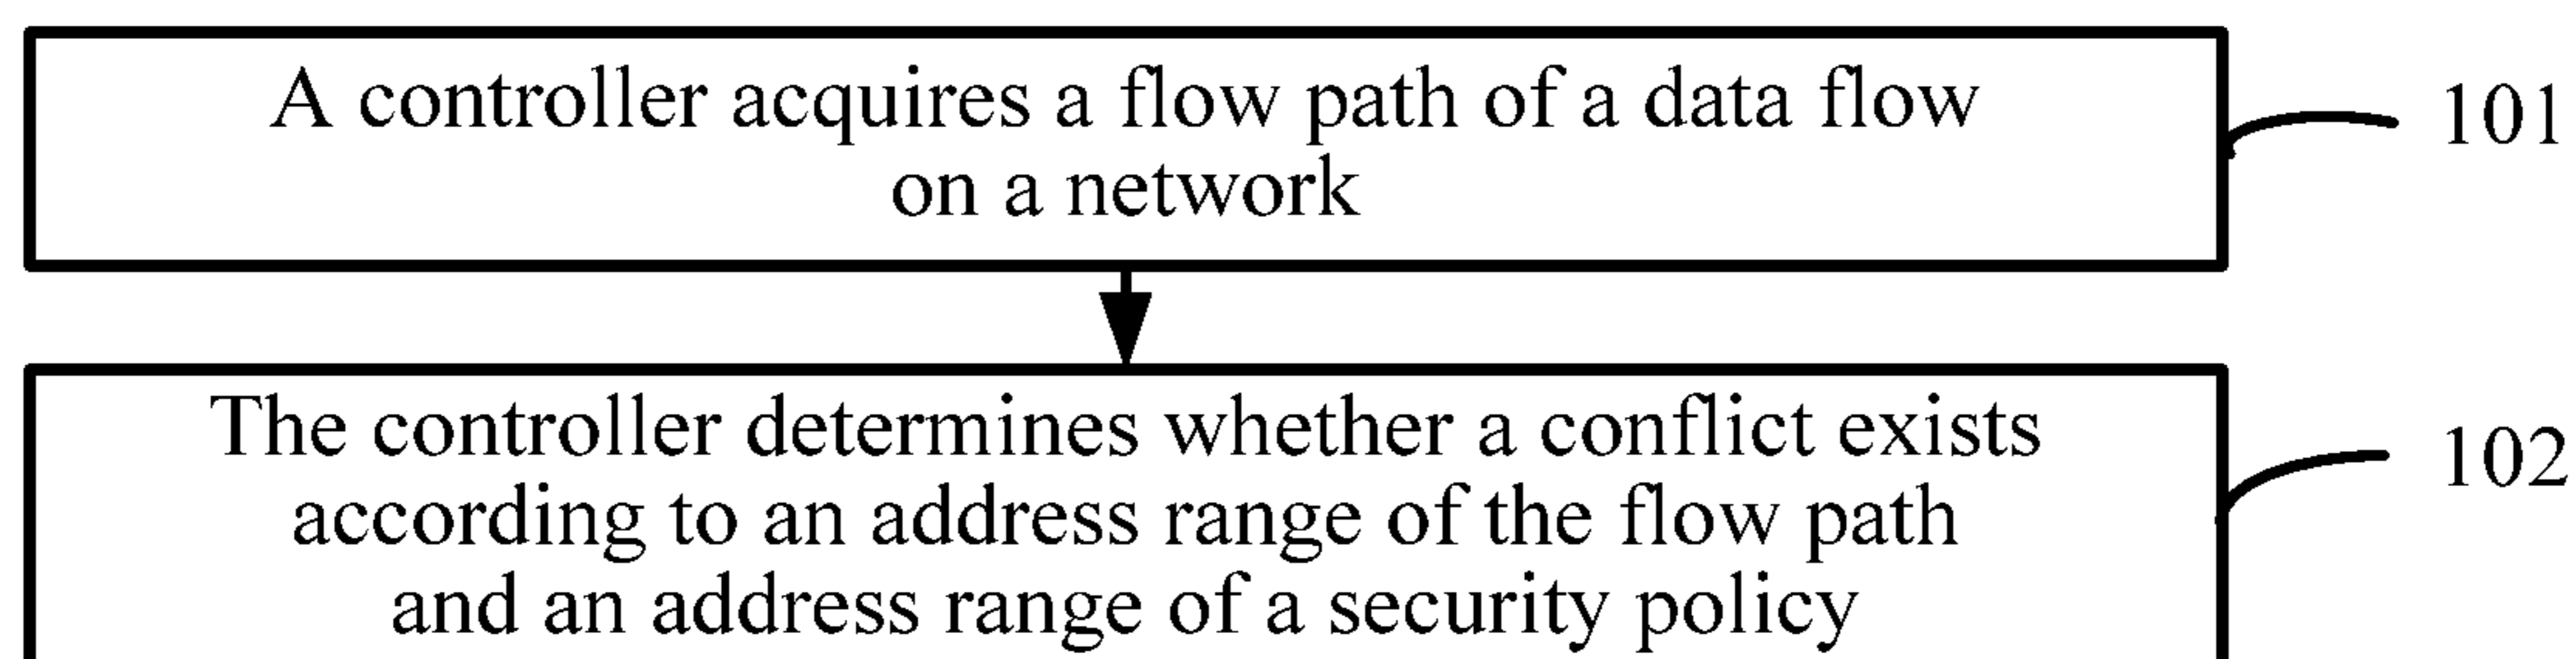 A controller acquires a flow path of a data flow
on a network
101
The controller determines whether a conflict exists
according to an address range of the flow path
and an address range of a security policy
102